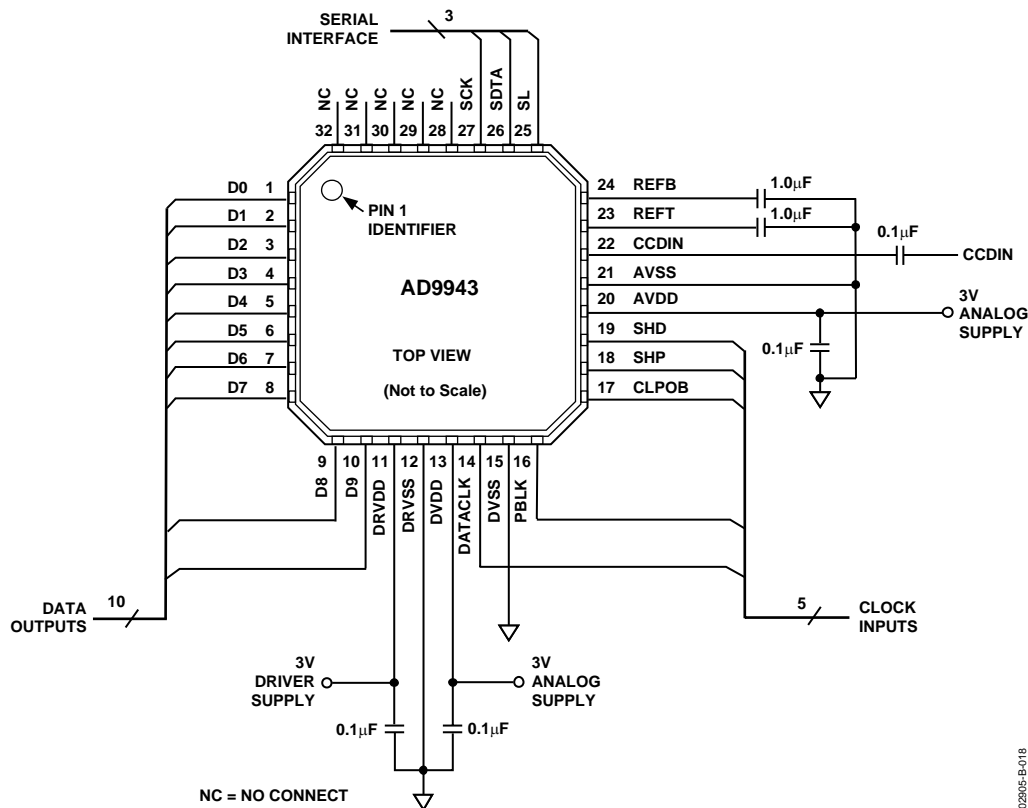 SERIAL
INTERFACE
3
NC
NC
NC
NC
NC
SCK
SDTA
SL
32 31 30 29 28 27 26 25
D0 1
D1 2
D2 3
D3 4
D4 5
D5 6
D6 7
D7 8
PIN 1
IDENTIFIER
AD9943
TOP VIEW
(Not to Scale)
24 REFB
23 REFT
22 CCDIN
21 AVSS
20 AVDD
19 SHD
18 SHP
17 CLPOB
1.0μF
1.0μF
0.1μF
CCDIN
3V
ANALOG
SUPPLY
0.1μF
9 10 11 12 13 14 15 16
D8
D9
DRVDD
DRVSS
DVDD
DATACLK
DVSS
PBLK
DATA
OUTPUTS
10
5
CLOCK
INPUTS
3V
DRIVER
SUPPLY
3V
ANALOG
SUPPLY
0.1μF
0.1μF
NC = NO CONNECT
02905-B-018